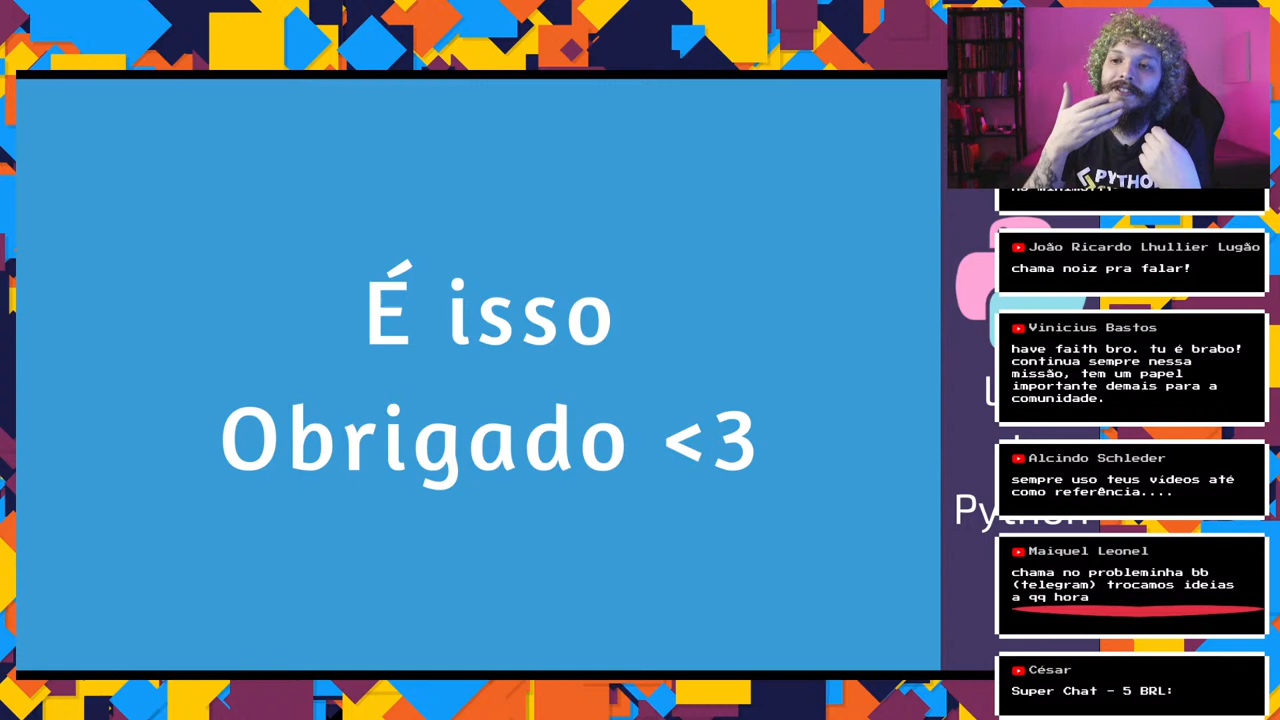 É isso
Obrigado <3
PYTHO
João Ricardo Lhullier Lugão
chama noiz pra falar!
Vinicius Bastos
have faith bro. tu é brabo!
continua sempre nessa
missão, tem um papel
importante demais para a
comunidade.
Alcindo Schleder
sempre uso teus vídeos até
como referência....
Python
Maiquel Leonel
chama no probleminha bb
(telegram) trocamos ideias
a qq hora
César
Super Chat - 5 BRL: